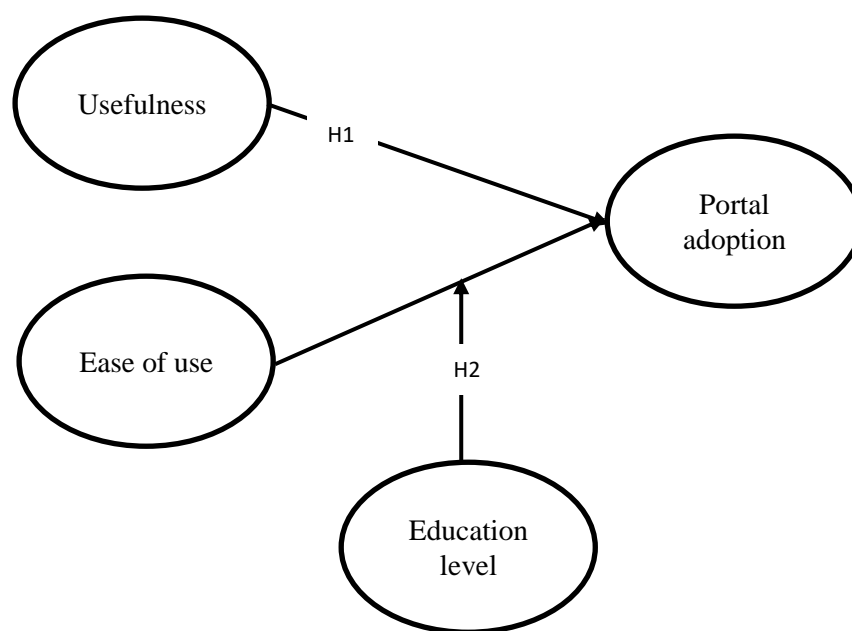 Usefulness
H1
Portal
adoption
Ease of use
H2
Education
level